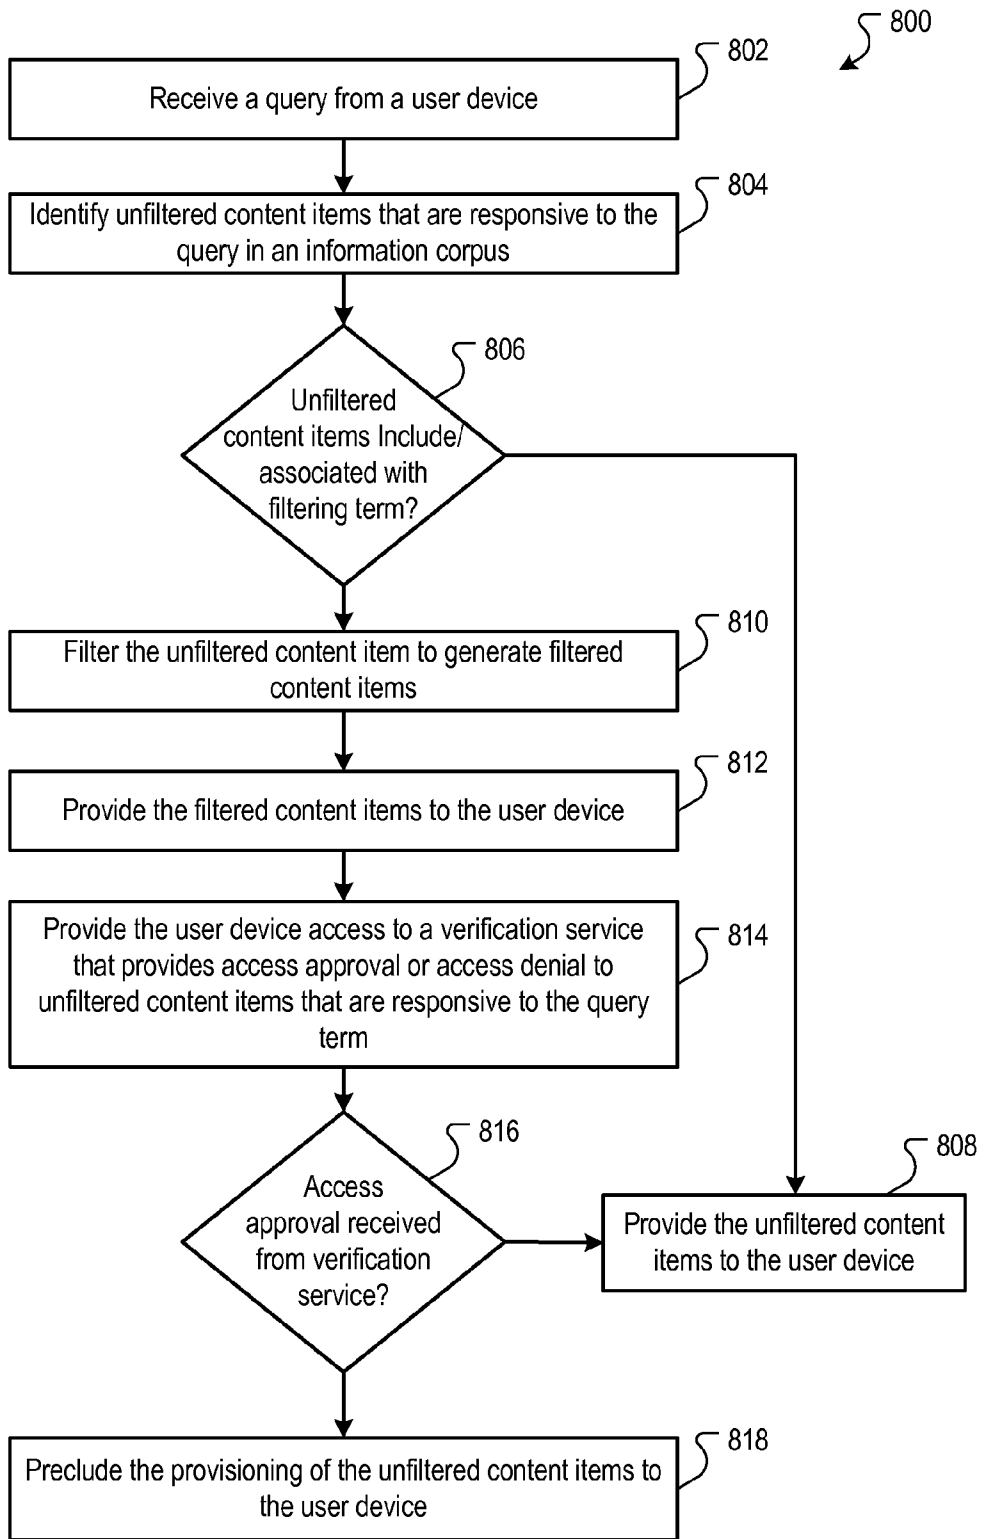 800
802
Receive a query from a user device
804
Identify unfiltered content items that are responsive to the
query in an information corpus
806
Unfiltered
content items Include/
associated with
filtering term?
810
Filter the unfiltered content item to generate filtered
content items
812
Provide the filtered content items to the user device
814
Provide the user device access to a verification service
that provides access approval or access denial to
unfiltered content items that are responsive to the query
term
816
Access
approval received
from verification
service?
808
Provide the unfiltered content
items to the user device
818
Preclude the provisioning of the unfiltered content items to
the user device